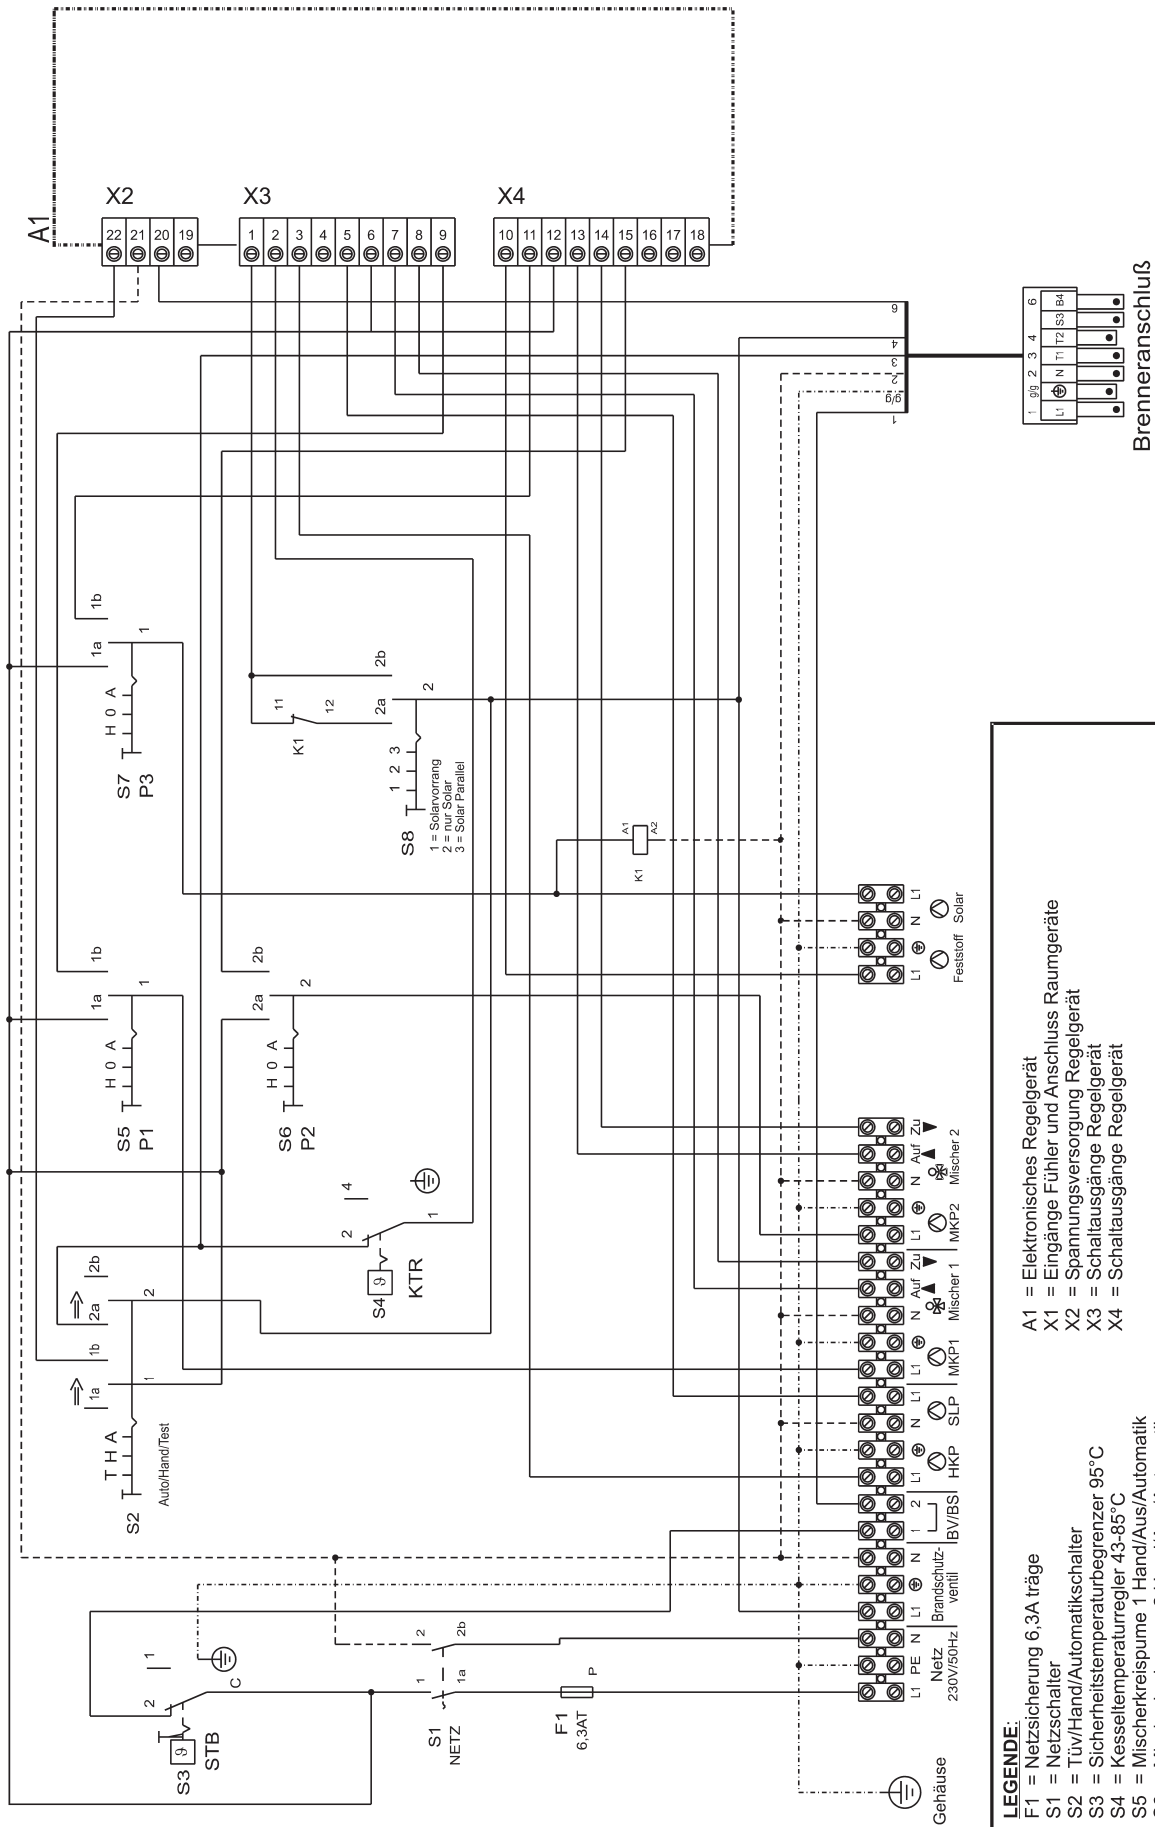 A1
X2
X3
X4
22
21
20
19
1
2
3
4
5
6
7
8
9
10
11
12
13
14
15
16
17
18
1
g/g
2
3
4
6
1
g/g
2
3
4
6
L1
N
T1
T2
S3
B4
Brenneranschluß
1a
1b
H 0 A
1
S7
P3
11
12
K1
2a
2b
2
1 2 3
S8
1 = Solarvorrang
2 = nur Solar
3 = Solar Parallel
A1
A2
K1
1a
1b
H 0 A
1
S5
P1
2a
2b
H 0 A
2
S6
P2
1a
1b
2a
2b
T H A
1
2
S2
Auto/Hand/Test
2
4
1
ϑ
S4
KTR
2
1
C
ϑ
S3
STB
1
2
1a
2b
S1
NETZ
F1
6,3AT
P
Gehäuse
L1
PE
N
Netz
230V/50Hz
L1
N
Brandschutz-
ventil
1
2
BV/BS
L1
HKP
N
L1
SLP
L1
MKP1
N
Auf
Zu
Mischer 1
L1
MKP2
N
Auf
Zu
Mischer 2
L1
Feststoff
N
L1
Solar
LEGENDE:
F1 = Netzsicherung 6,3A träge
S1 = Netzschalter
S2 = Tüv/Hand/Automatikschalter
S3 = Sicherheitstemperaturbegrenzer 95°C
S4 = Kesseltemperaturregler 43-85°C
S5 = Mischerkreispume 1 Hand/Aus/Automatik
A1 = Elektronisches Regelgerät
X1 = Eingänge Fühler und Anschluss Raumgeräte
X2 = Spannungsversorgung Regelgerät
X3 = Schaltausgänge Regelgerät
X4 = Schaltausgänge Regelgerät